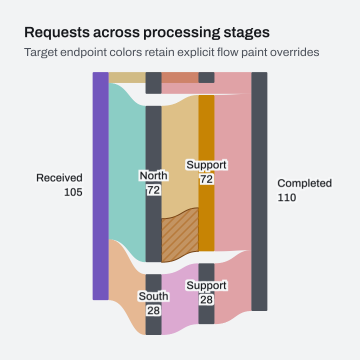 Requests across processing stages
Target endpoint colors retain explicit flow paint overrides
Received
105
North
72
Support
72
Completed
110
South
28
Support
28